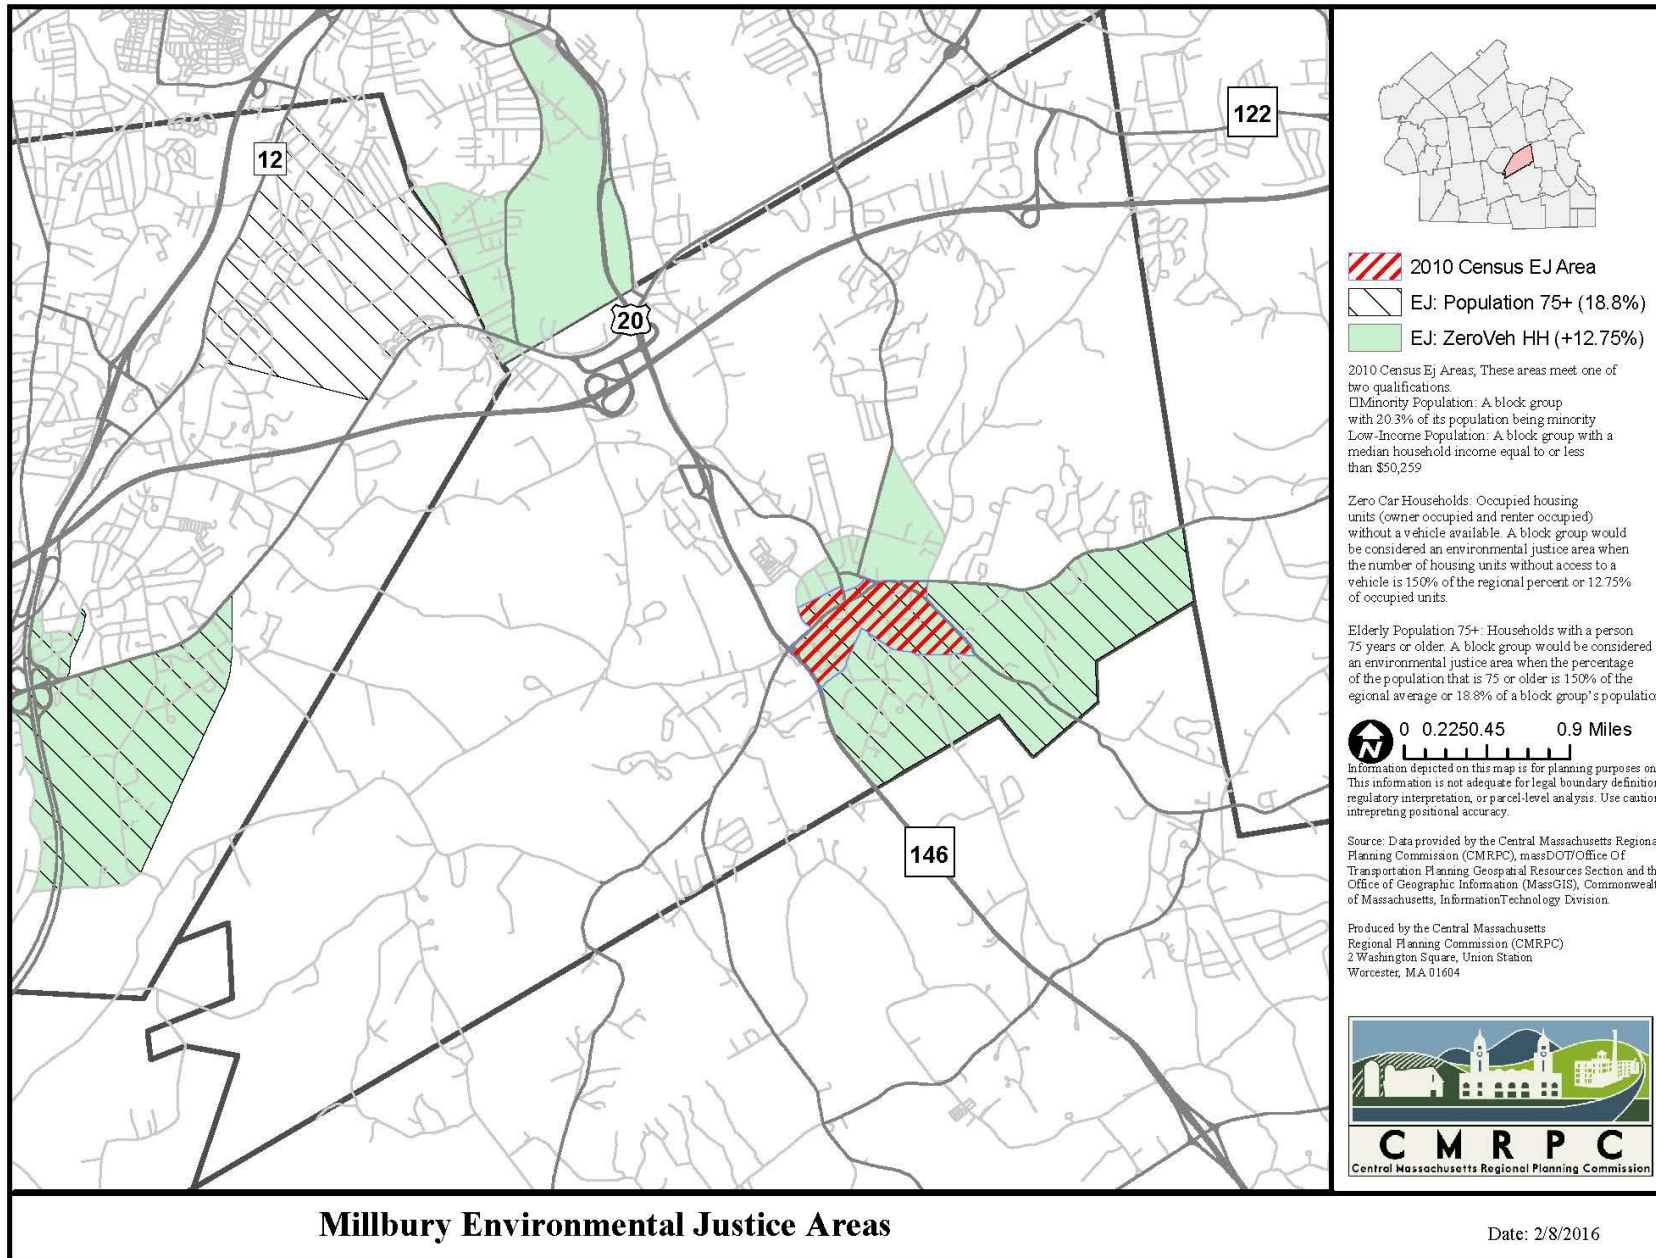 12
122
20
146
2010 Census EJ Area
EJ: Population 75+ (18.8%)
EJ: ZeroVeh HH (+12.75%)
2010 Census Ej Areas; These areas meet one of
two qualifications.
□Minority Population: A block group
with 20.3% of its population being minority
Low-Income Population: A block group with a
median household income equal to or less
than $50,259
Zero Car Households: Occupied housing
units (owner occupied and renter occupied)
without a vehicle available. A block group would
be considered an environmental justice area when
the number of housing units without access to a
vehicle is 150% of the regional percent or 12.75%
of occupied units.
Elderly Population 75+: Households with a person
75 years or older. A block group would be considered
an environmental justice area when the percentage
of the population that is 75 or older is 150% of the
egional average or 18.8% of a block group's populatio
N
0 0.2250.45 0.9 Miles
Information depicted on this map is for planning purposes on
This information is not adequate for legal boundary definition
regulatory interpretation, or parcel-level analysis. Use caution
intrepreting positional accuracy.
Source: Data provided by the Central Massachusetts Regiona
Planning Commission (CMRPC), massDOT/Office Of
Transportation Planning Geospatial Resources Section and th
Office of Geographic Information (MassGIS), Commonwealt
of Massachusetts, InformationTechnology Division.
Produced by the Central Massachusetts
Regional Planning Commission (CMRPC)
2 Washington Square, Union Station
Worcester, MA 01604
CMRPC
Central Massachusetts Regional Planning Commission
Millbury Environmental Justice Areas
Date: 2/8/2016